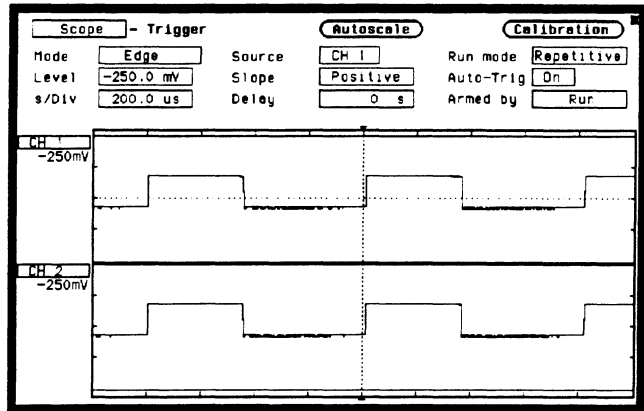 Scope - Trigger Autoscale Calibration
Mode Edge Source CH 1 Run mode Repetitive
Level -250.0 mV Slope Positive Auto-Trig On
s/Div 200.0 us Delay 0 s Armed by Run
CH 1
-250mV
CH 2
-250mV